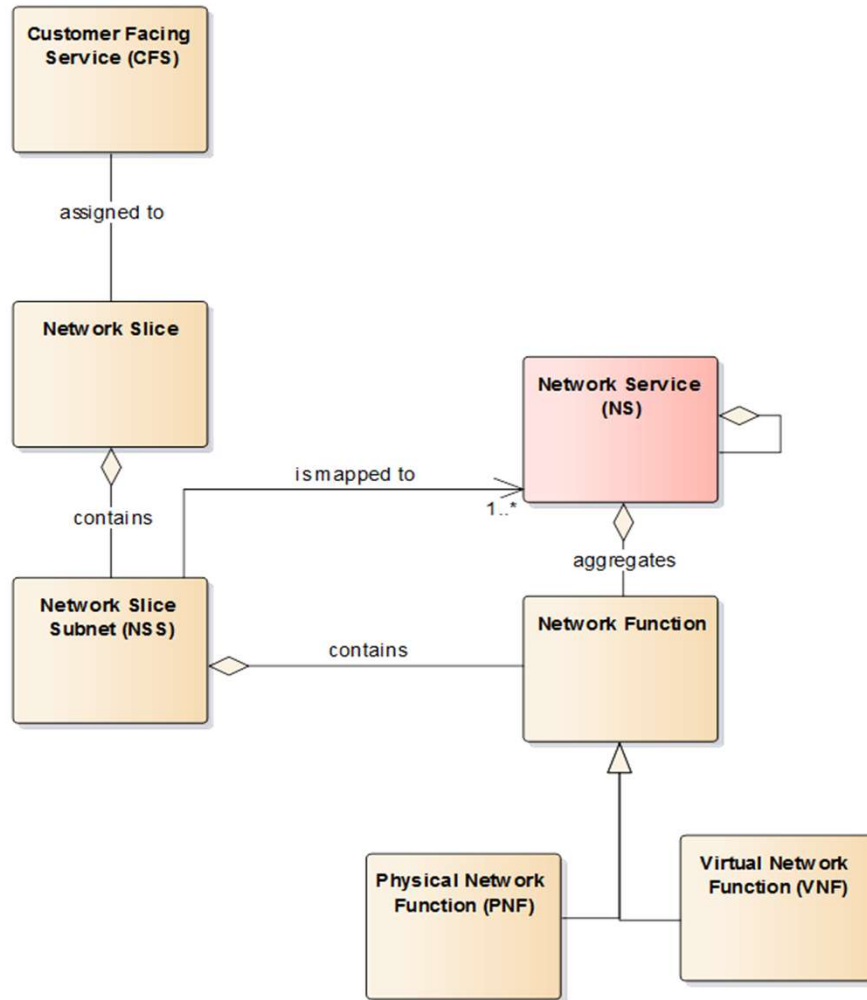 Customer Facing
Service (CFS)
assigned to
Network Slice
Network Service
(NS)
is mapped to
1..*
contains
aggregates
Network Slice
Subnet (NSS)
Network Function
contains
Physical Network
Function (PNF)
Virtual Network
Function (VNF)